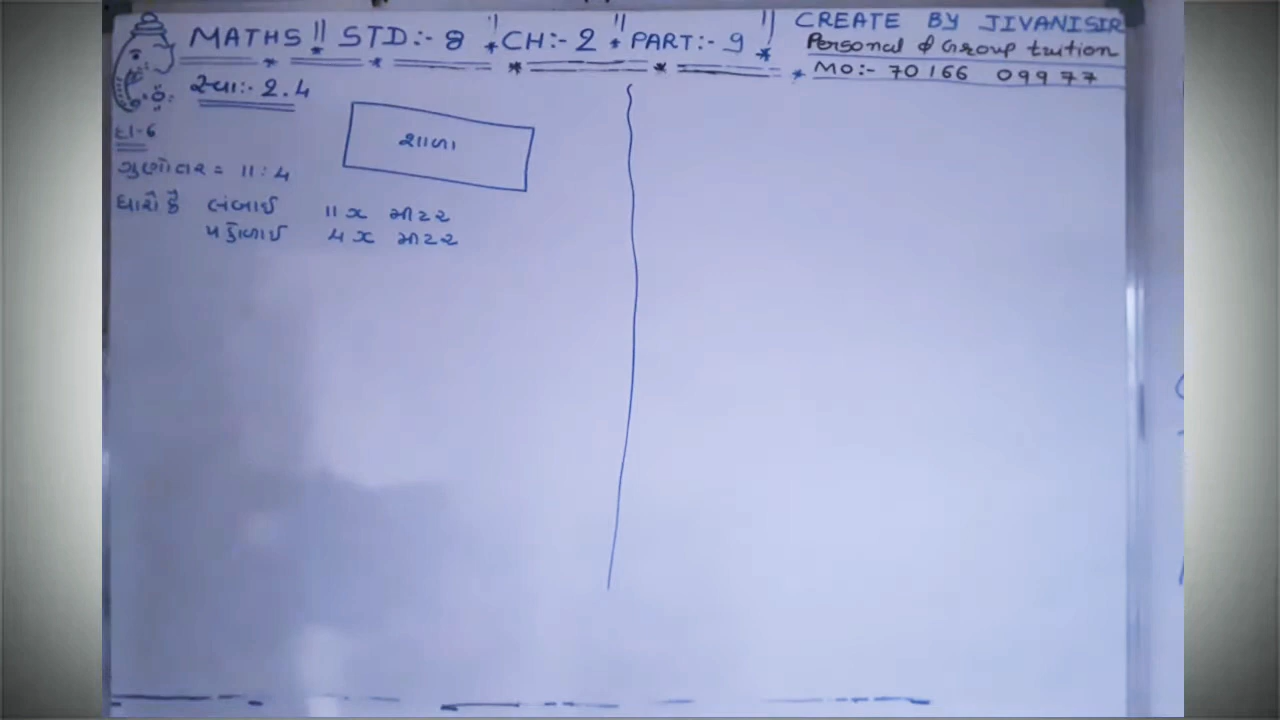 MATHS !! STD:- 8 " CH:- 2 " PART:- 9 "
CREATE BY JIVANISIR
Personal & Group tuition
MO:- 70166 09977
સ્વા:- 2.4
દા-6
શાળા
ગુણોત્તર = 11:4
ધારો કે લંબાઈ 11x મીટર
પહોળાઈ 4x મીટર